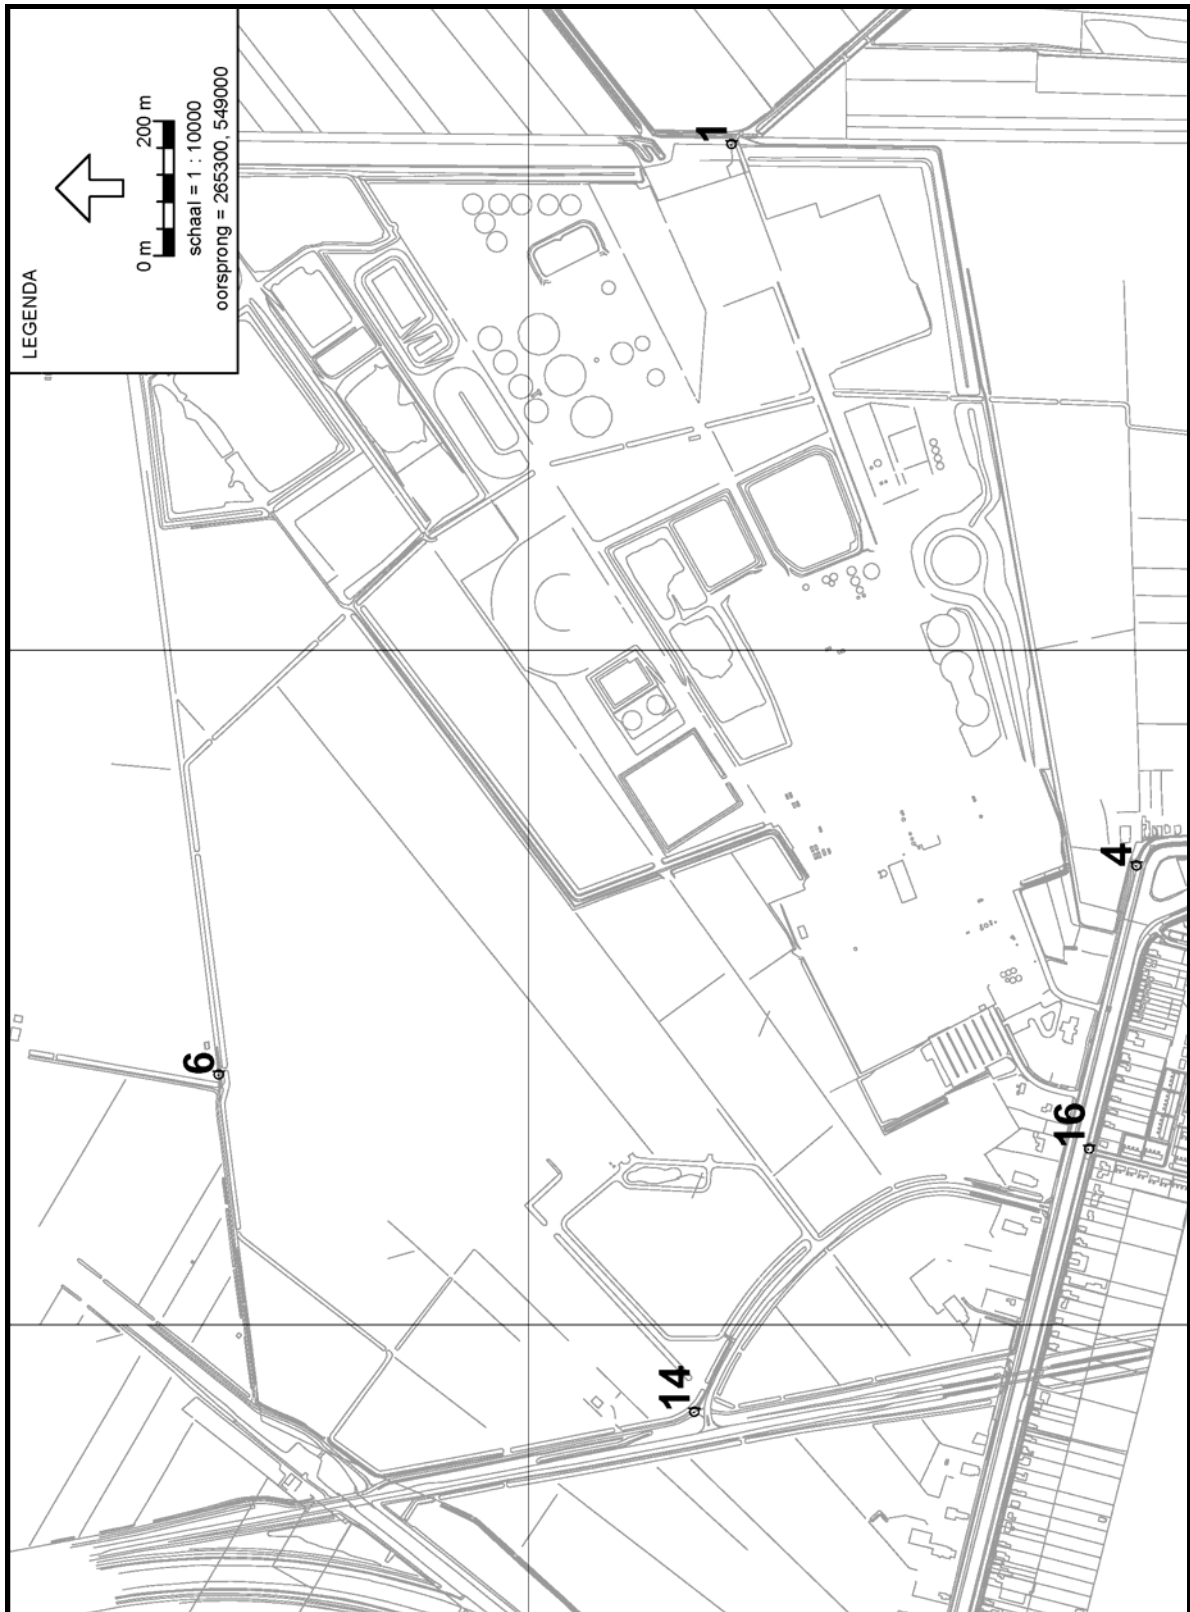 LEGENDA
0 m 200 m
schaal = 1 : 10000
oorsprong = 265300, 549000
1
4
6
16
14